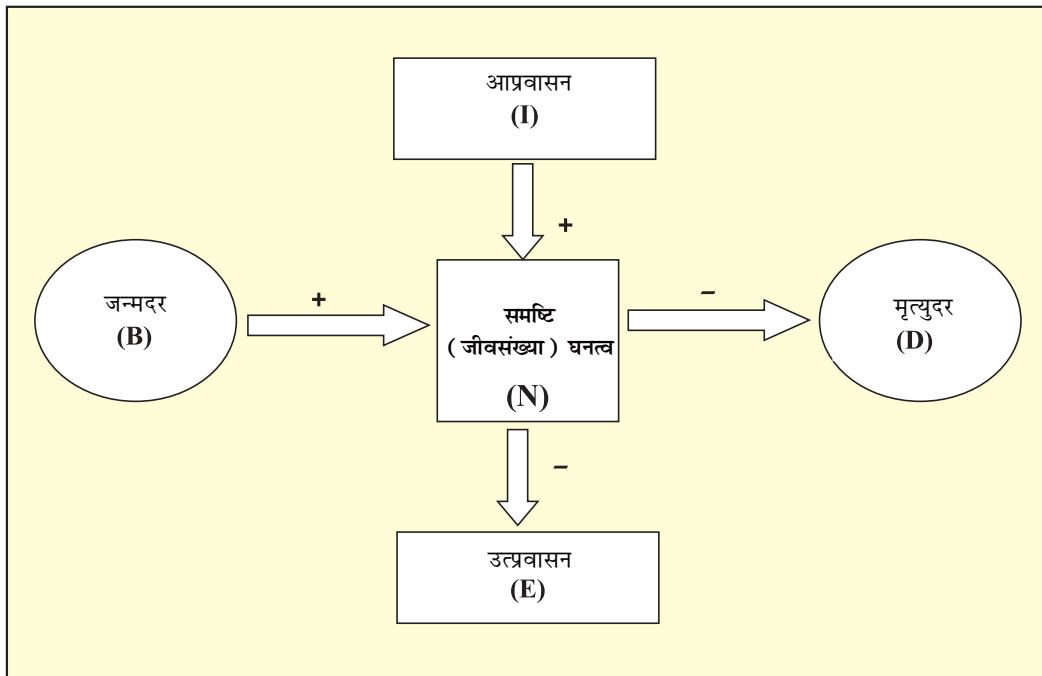 आप्रवासन
(I)
+
जन्मदर
(B)
+
समष्टि
( जीवसंख्या ) घनत्व
(N)
–
मृत्युदर
(D)
–
उत्प्रवासन
(E)